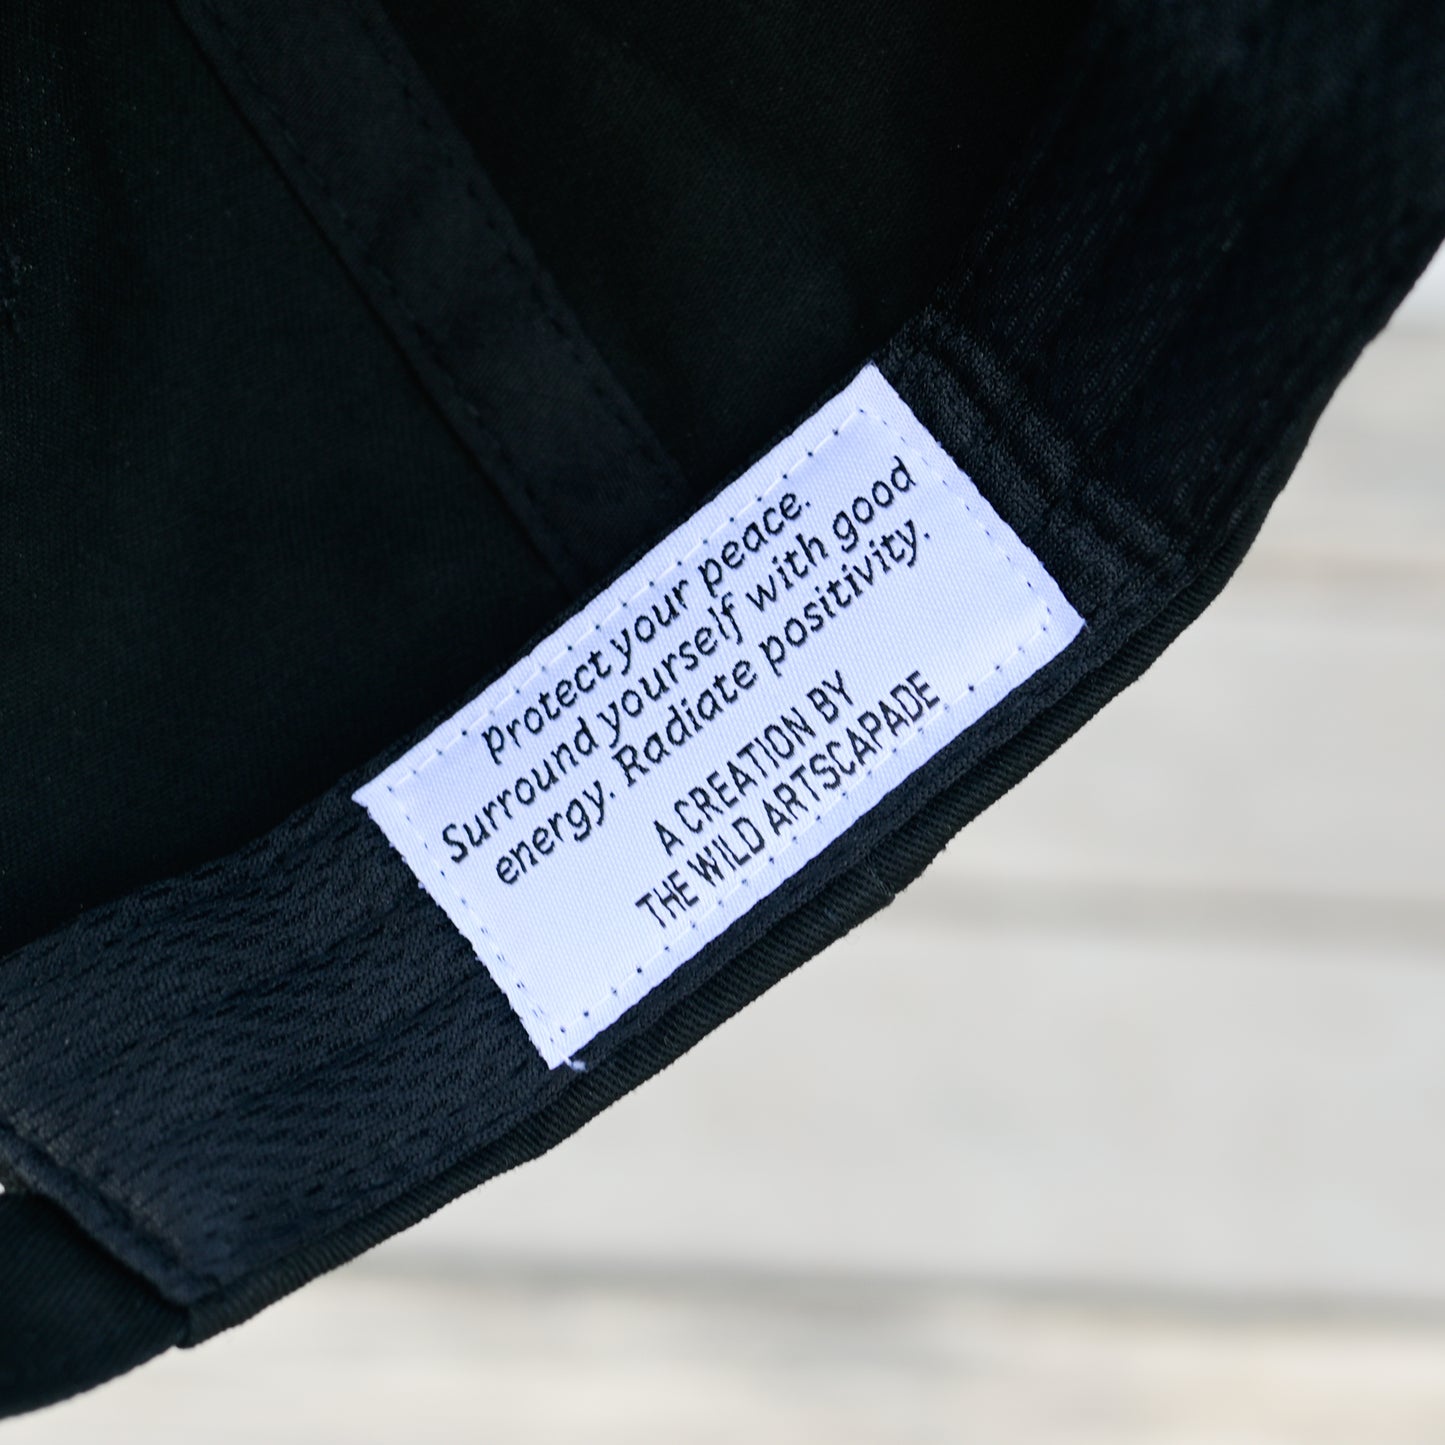 Protect your peace.
Surround yourself with good
energy. Radiate positivity.
A CREATION BY
THE WILD ARTSCAPADE